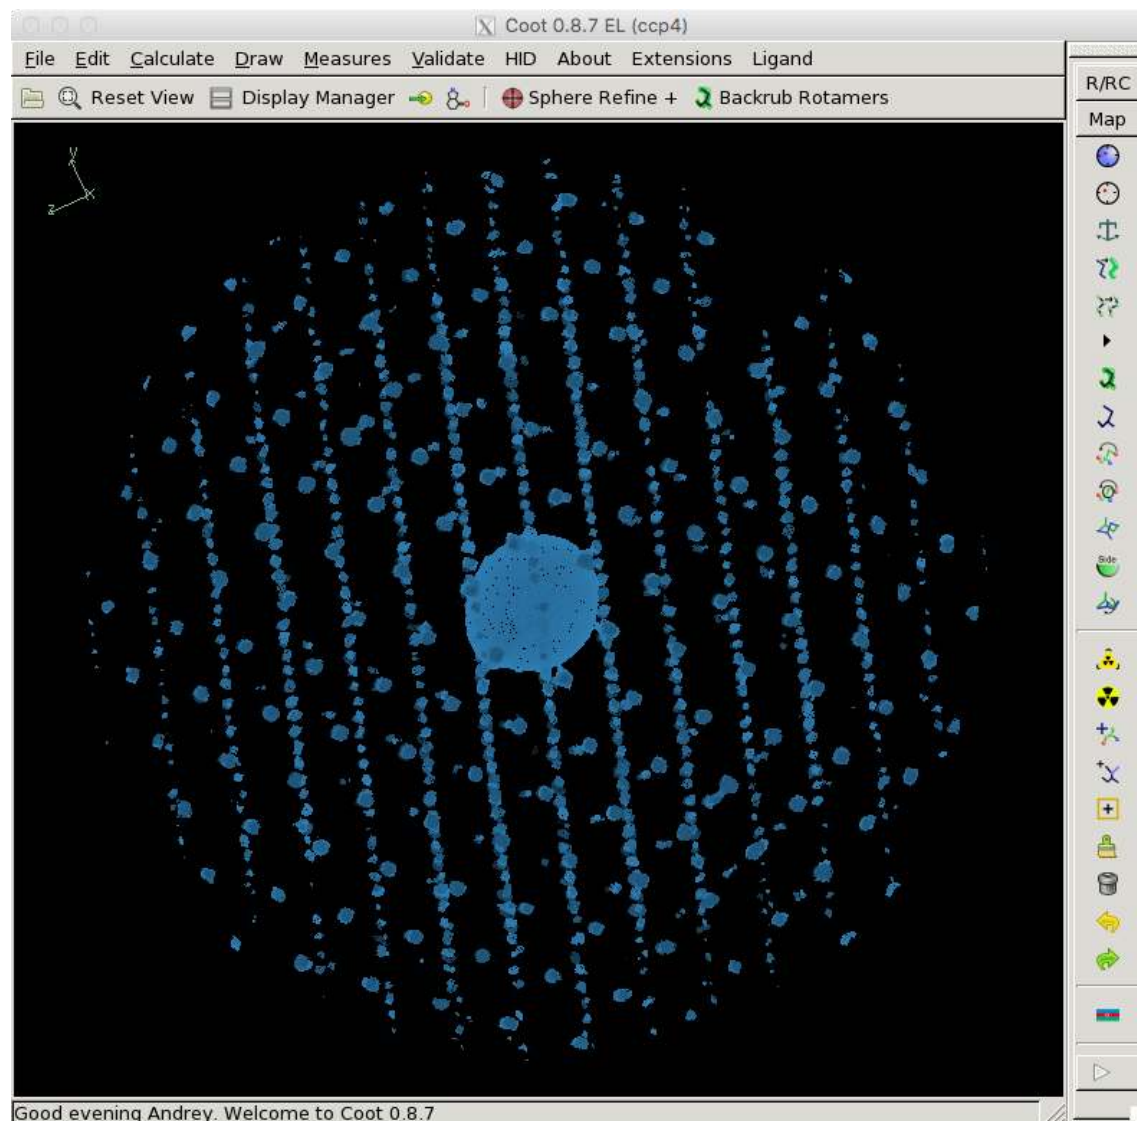 Coot 0.8.7 EL (ccp4)
File Edit Calculate Draw Measures Validate HID About Extensions Ligand
Reset View Display Manager Sphere Refine + Backrub Rotamers
R/RC
Map
y
x
z
Side
Good evening Andrey. Welcome to Coot 0.8.7